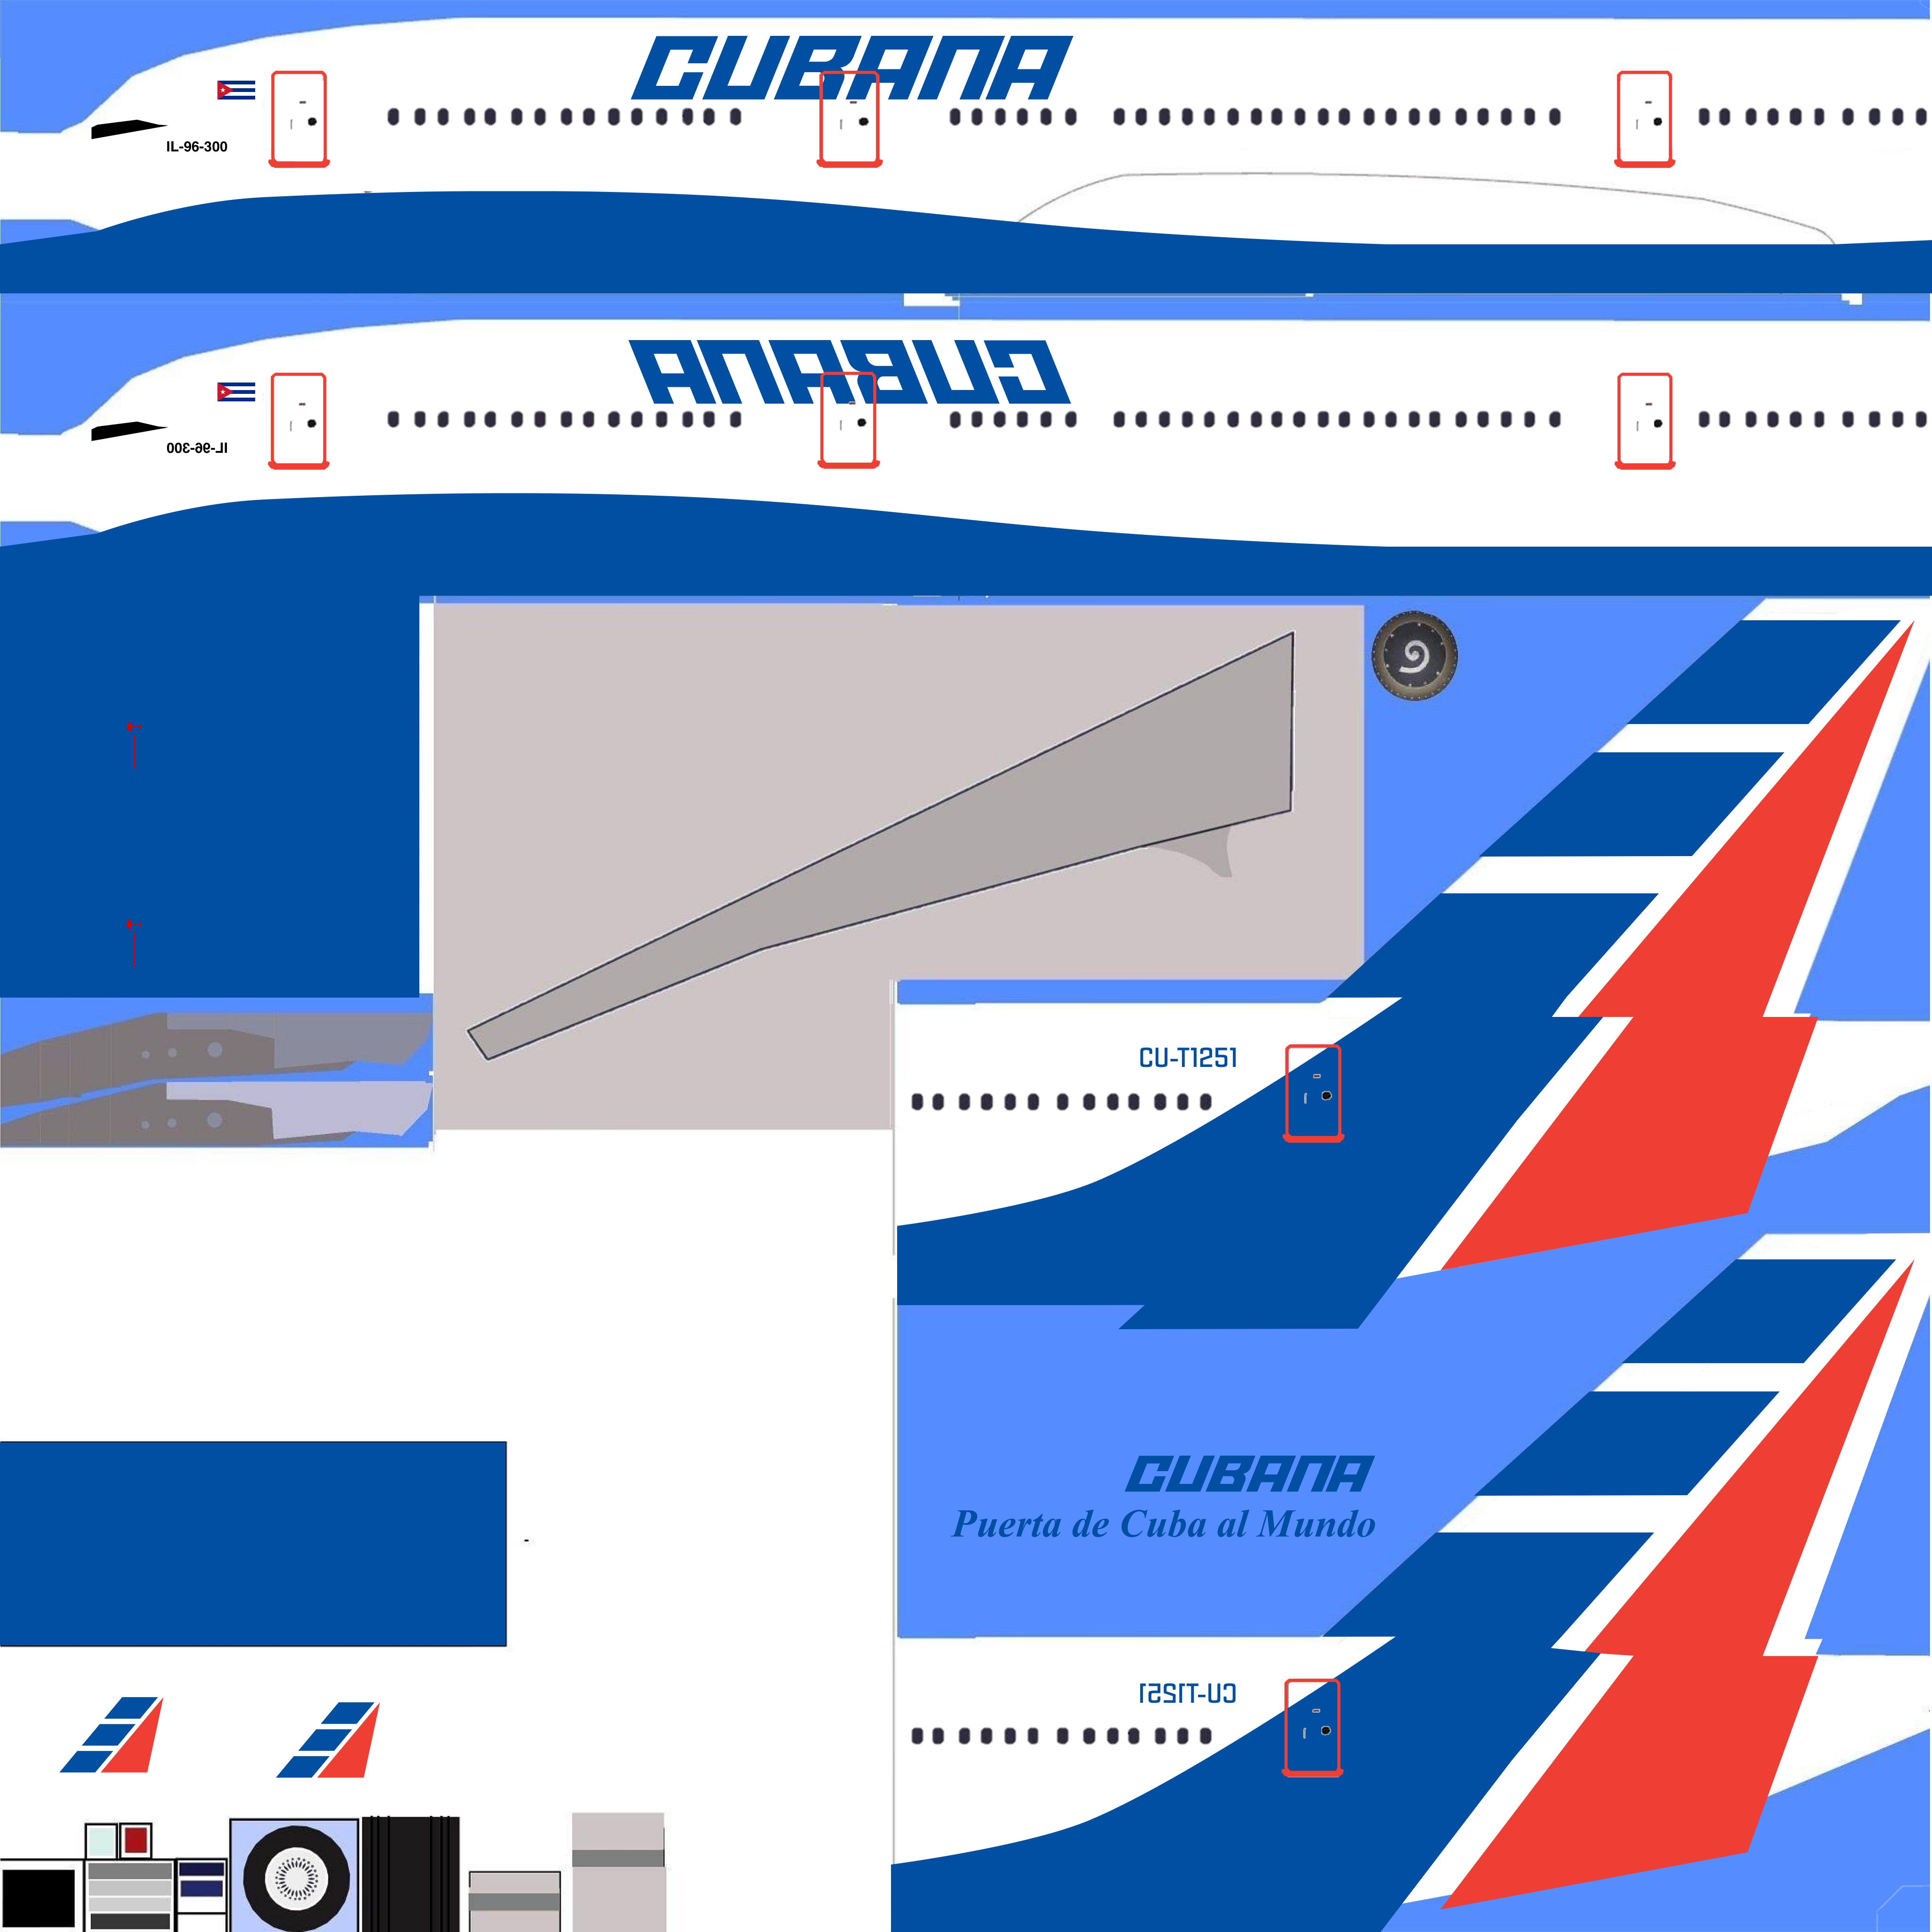 CUBANA
IL-96-300
CUBANA
IL-96-300
CU-T1251
CUBANA
Puerta de Cuba al Mundo
CU-T1251